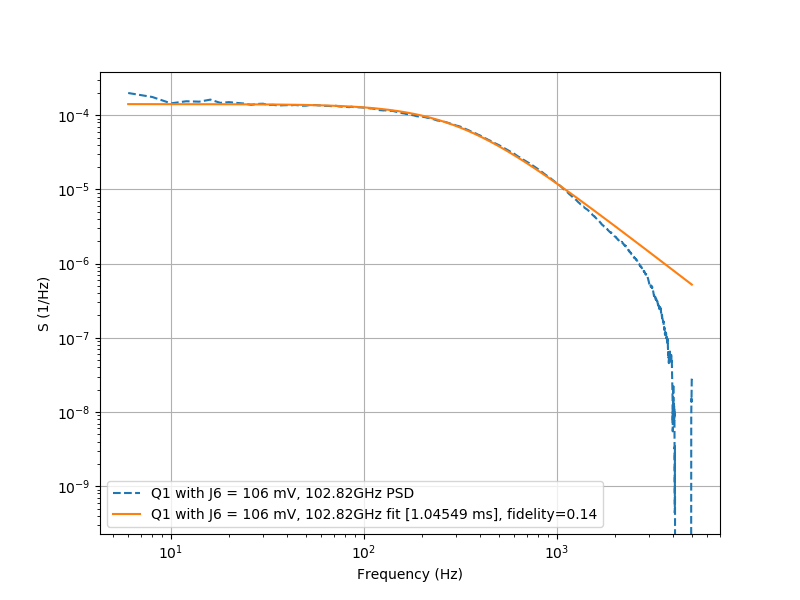 10⁻⁴
10⁻⁵
10⁻⁶
10⁻⁷
10⁻⁸
10⁻⁹
S (1/Hz)
Q1 with J6 = 106 mV, 102.82GHz PSD
Q1 with J6 = 106 mV, 102.82GHz fit [1.04549 ms], fidelity=0.14
10¹ 10² 10³
Frequency (Hz)